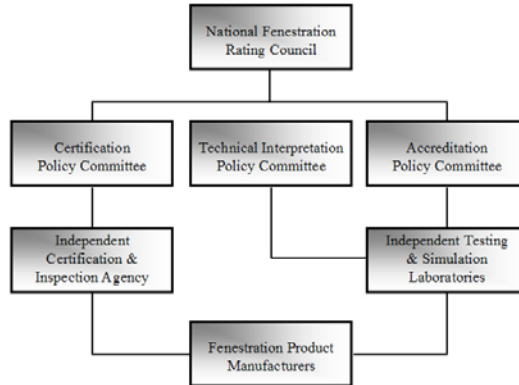 National Fenestration
Rating Council
Certification
Policy Committee
Technical Interpretation
Policy Committee
Accreditation
Policy Committee
Independent
Certification &
Inspection Agency
Independent Testing
& Simulation
Laboratories
Fenestration Product
Manufacturers